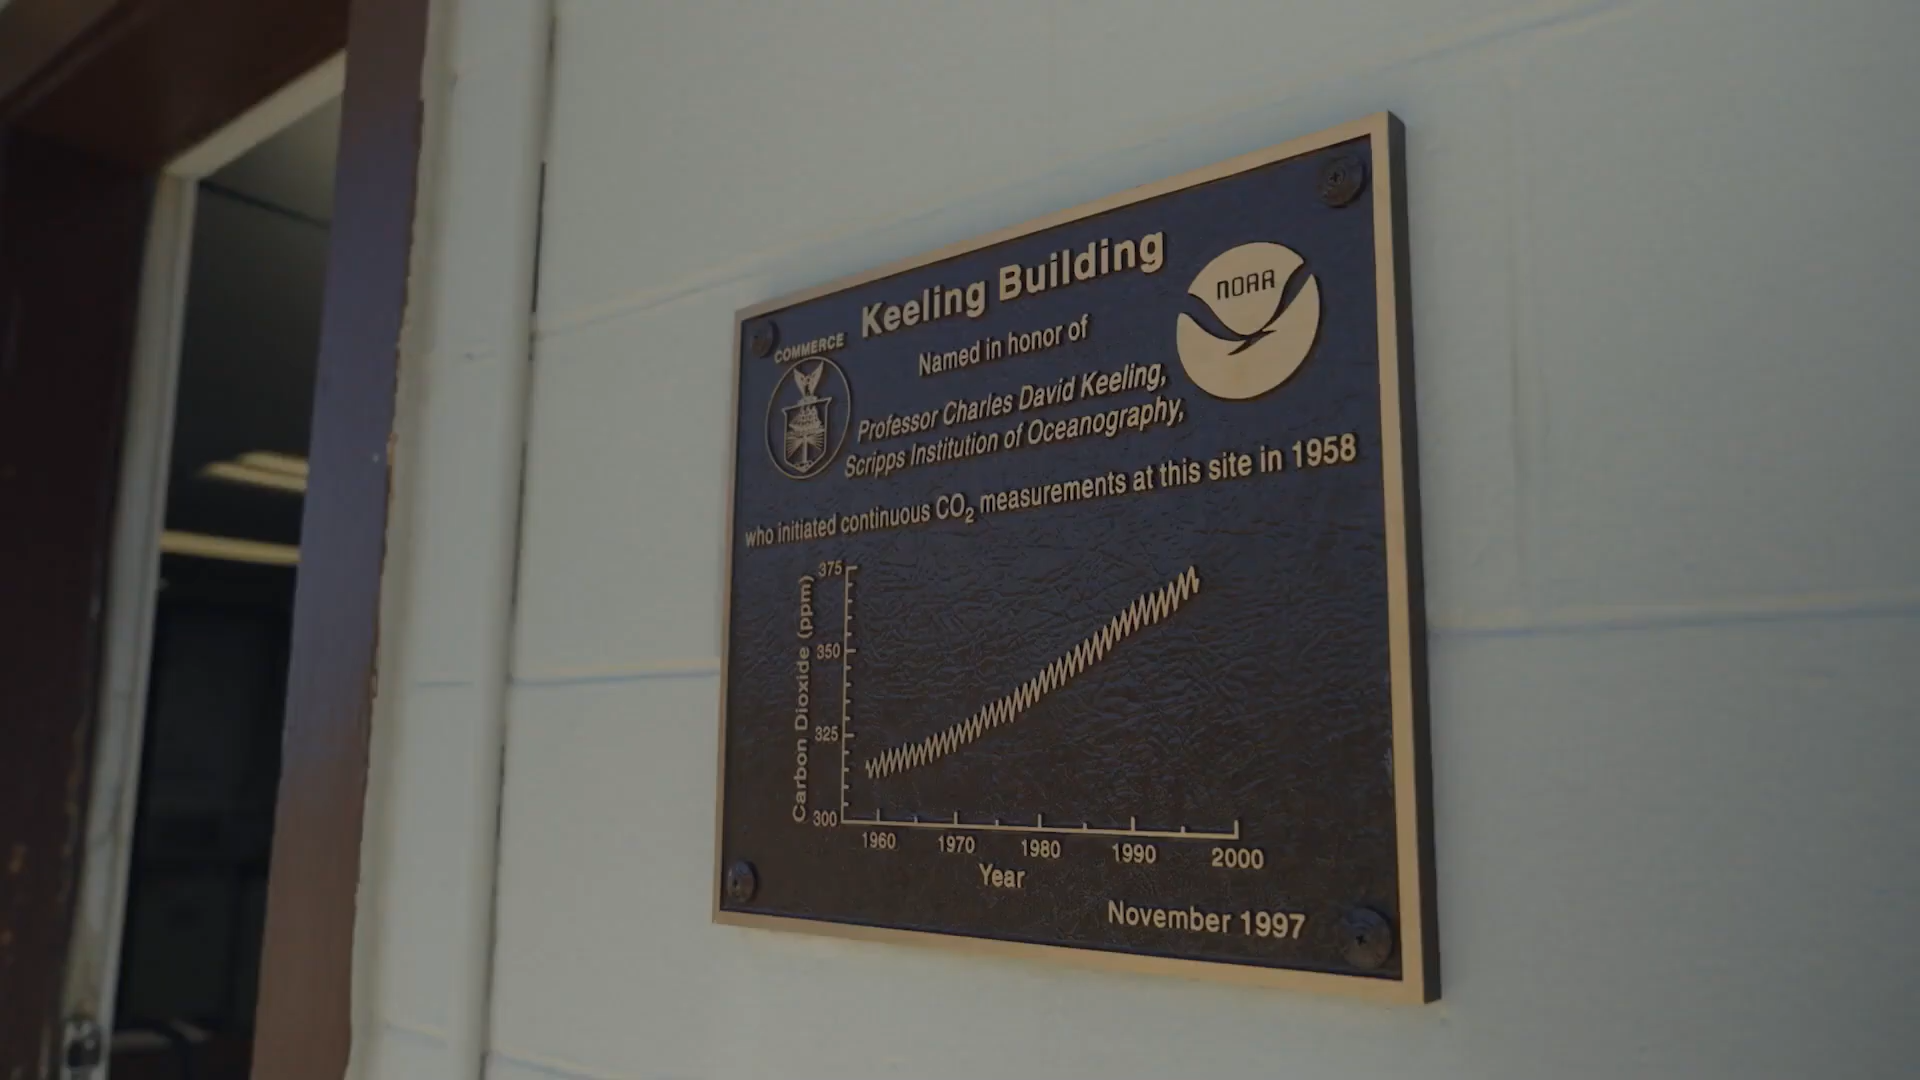 Keeling Building
NOAA
COMMERCE
Named in honor of
Professor Charles David Keeling,
Scripps Institution of Oceanography,
who initiated continuous CO₂ measurements at this site in 1958
Carbon Dioxide (ppm)
375
350
325
300
1960 1970 1980 1990 2000
Year
November 1997